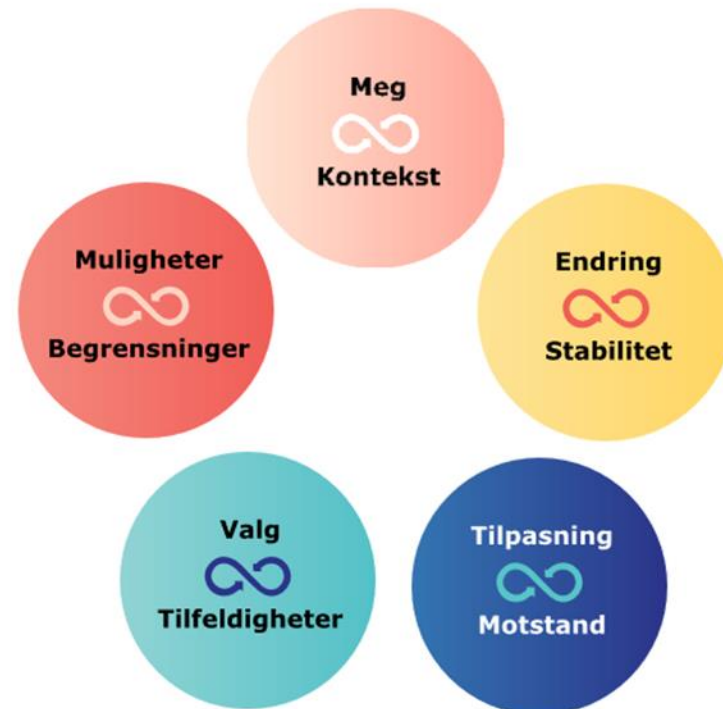 Meg
Kontekst
Muligheter
Begrensninger
Endring
Stabilitet
Valg
Tilfeldigheter
Tilpasning
Motstand